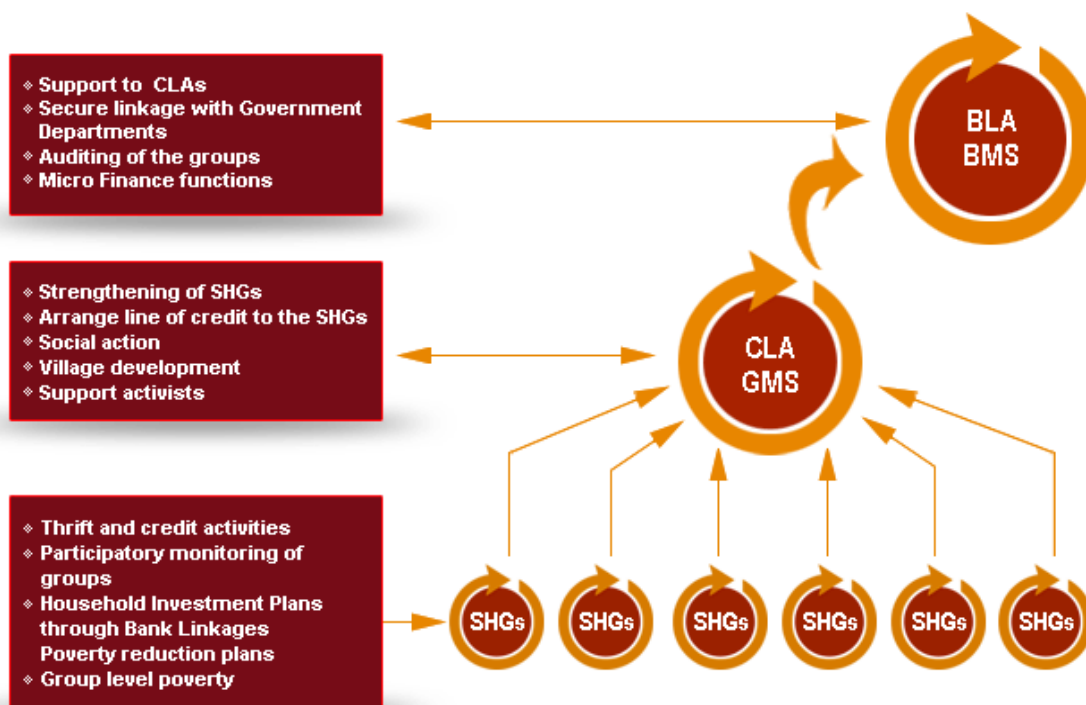 ❖ Support to CLAs
❖ Secure linkage with Government
Departments
❖ Auditing of the groups
❖ Micro Finance functions
BLA
BMS
❖ Strengthening of SHGs
❖ Arrange line of credit to the SHGs
❖ Social action
❖ Village development
❖ Support activists
CLA
GMS
❖ Thrift and credit activities
❖ Participatory monitoring of
groups
❖ Household Investment Plans
through Bank Linkages
Poverty reduction plans
❖ Group level poverty
SHGs SHGs SHGs SHGs SHGs SHGs